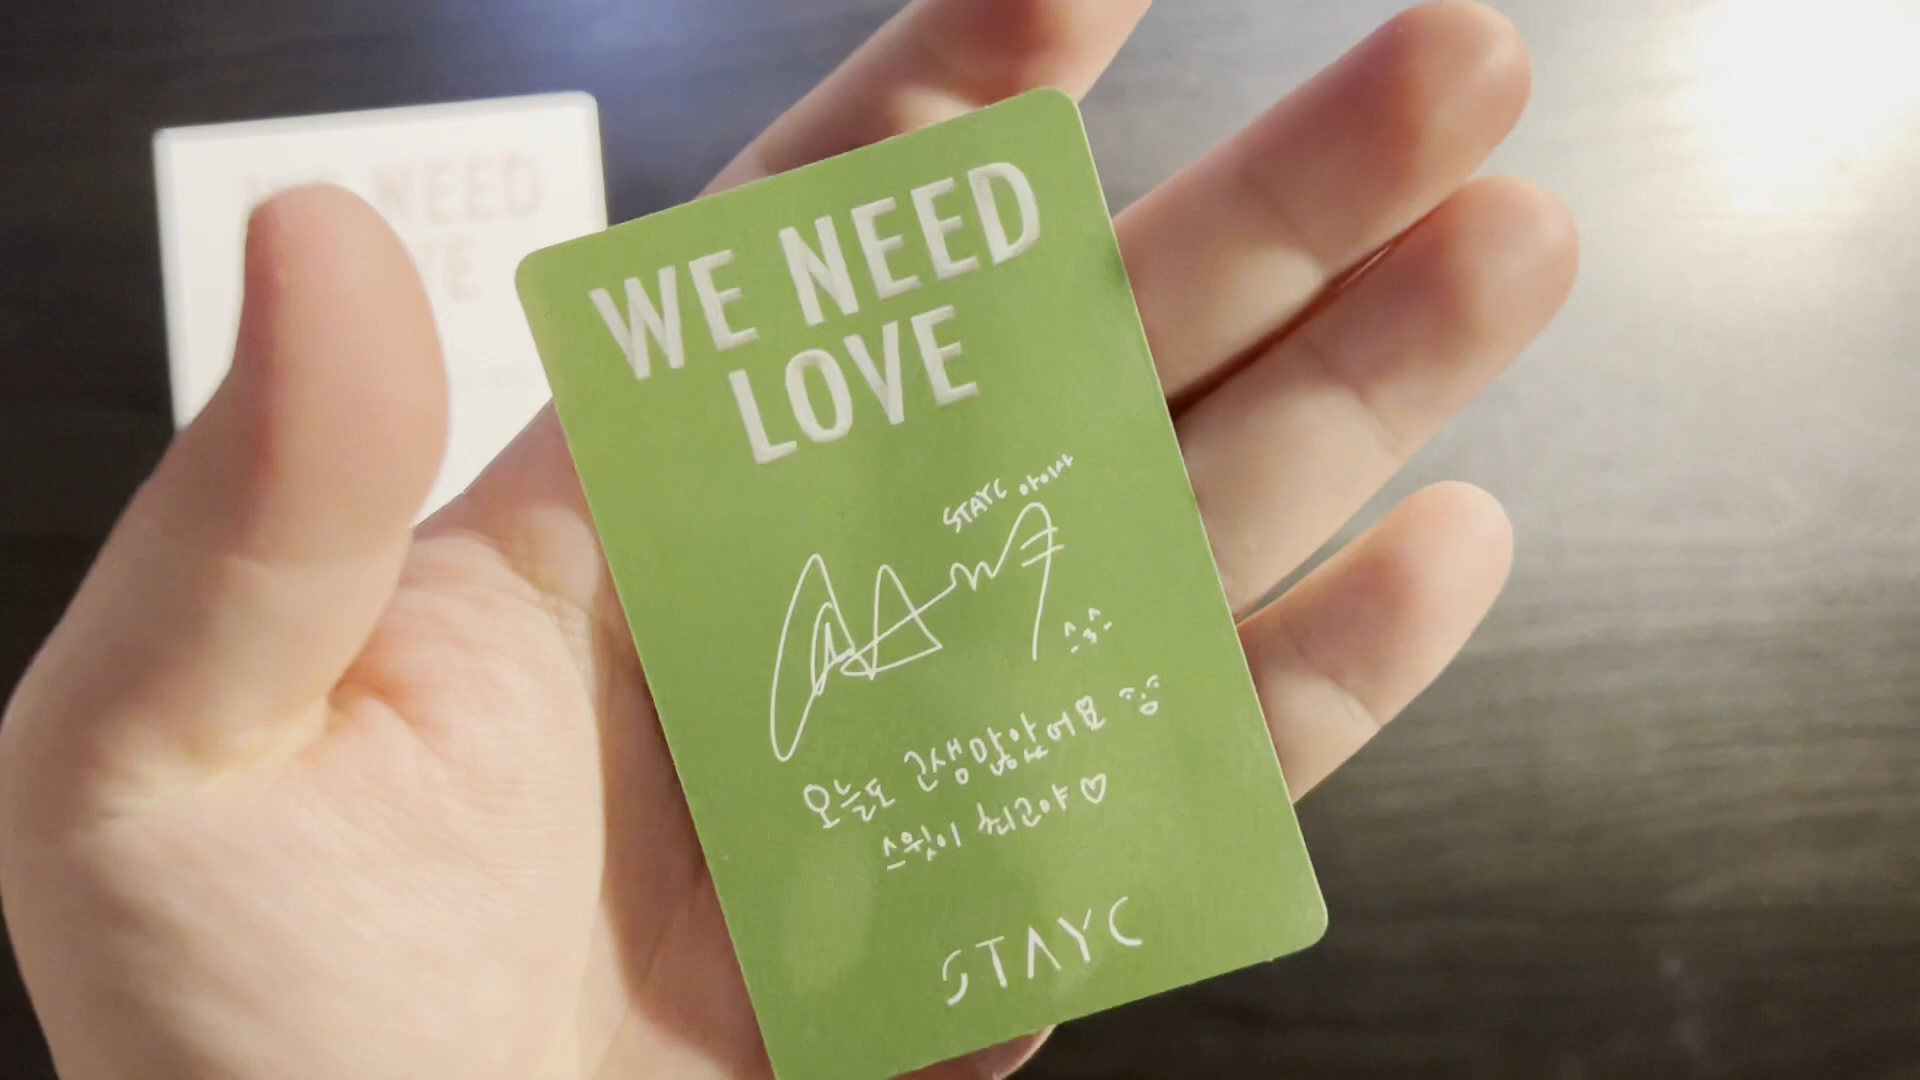 WE NEED
LOVE
STAYC 아이사
오늘도 고생많았어요
스윗이 최고야♡
STAYC
NEED